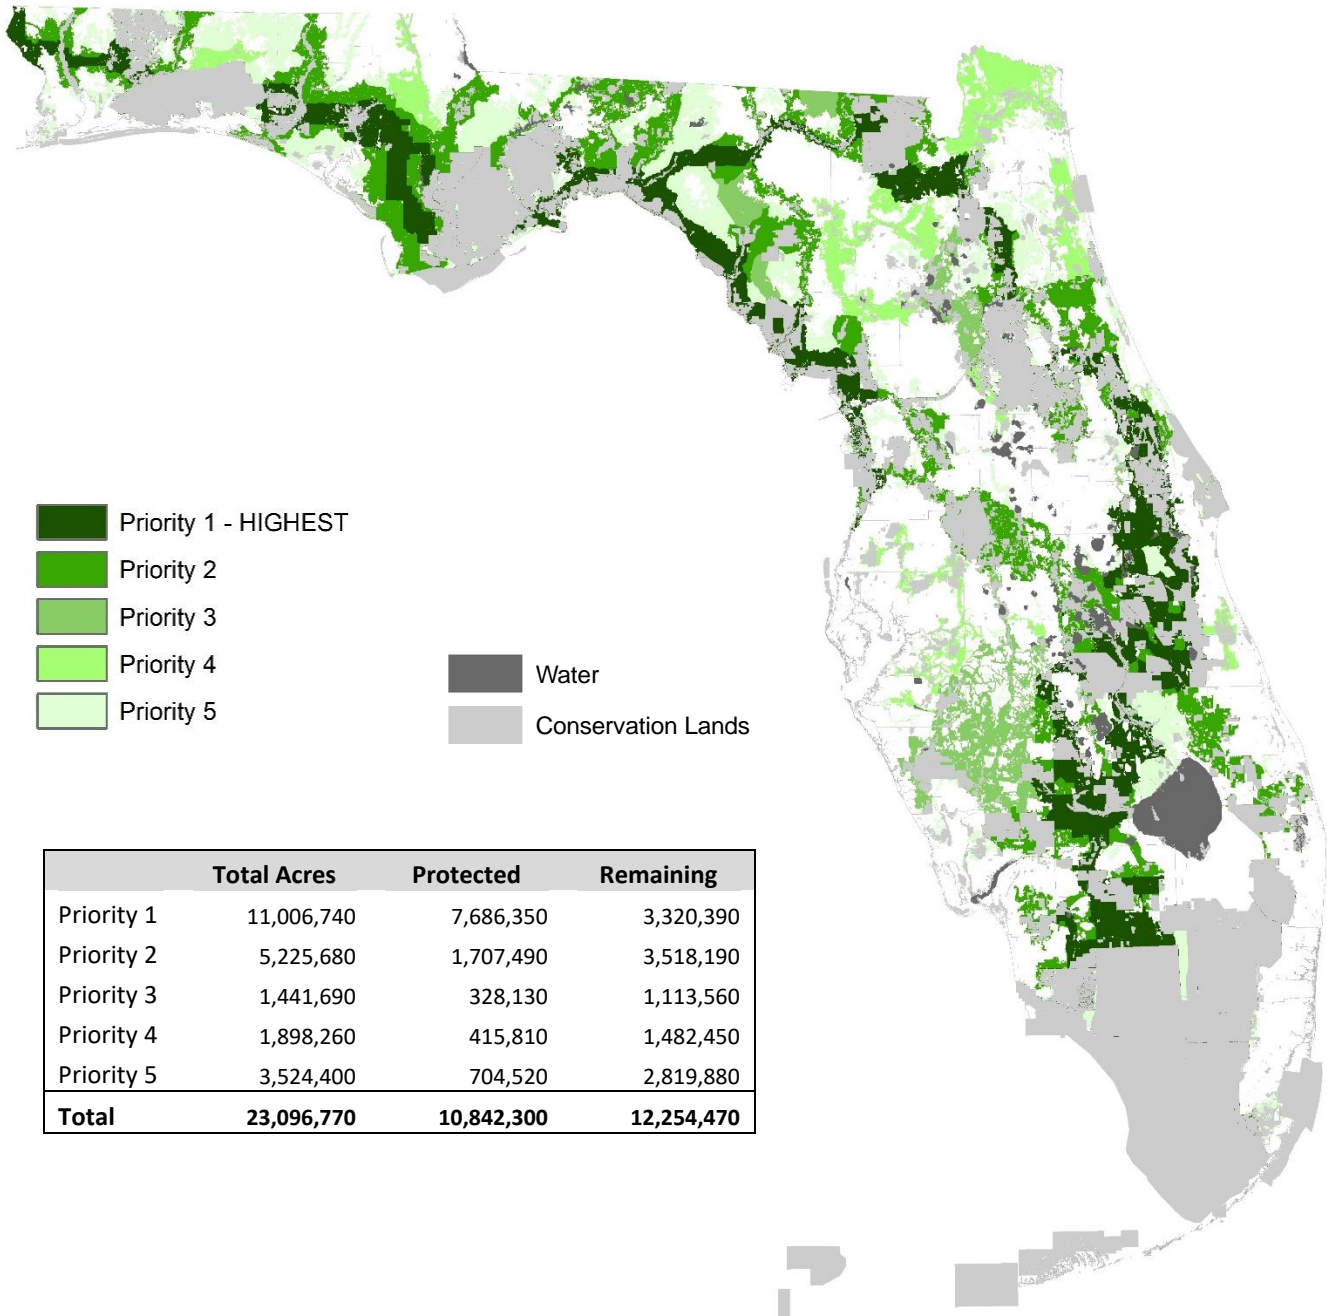 Priority 1 - HIGHEST
Priority 2
Priority 3
Priority 4
Priority 5
Water
Conservation Lands
Total Acres Protected Remaining
Priority 1 11,006,740 7,686,350 3,320,390
Priority 2 5,225,680 1,707,490 3,518,190
Priority 3 1,441,690 328,130 1,113,560
Priority 4 1,898,260 415,810 1,482,450
Priority 5 3,524,400 704,520 2,819,880
Total 23,096,770 10,842,300 12,254,470